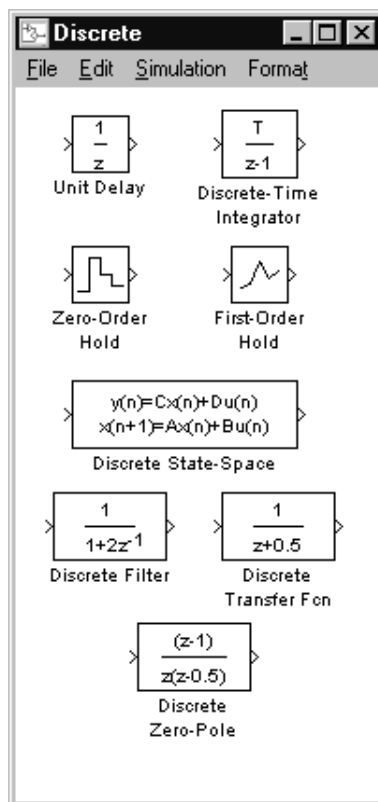 Discrete
File Edit Simulation Format
1
z
Unit Delay
T
z-1
Discrete-Time
Integrator
Zero-Order
Hold
First-Order
Hold
y(n)=Cx(n)+Du(n)
x(n+1)=Ax(n)+Bu(n)
Discrete State-Space
1
1+2z-1
Discrete Filter
1
z+0.5
Discrete
Transfer Fcn
(z-1)
z(z-0.5)
Discrete
Zero-Pole